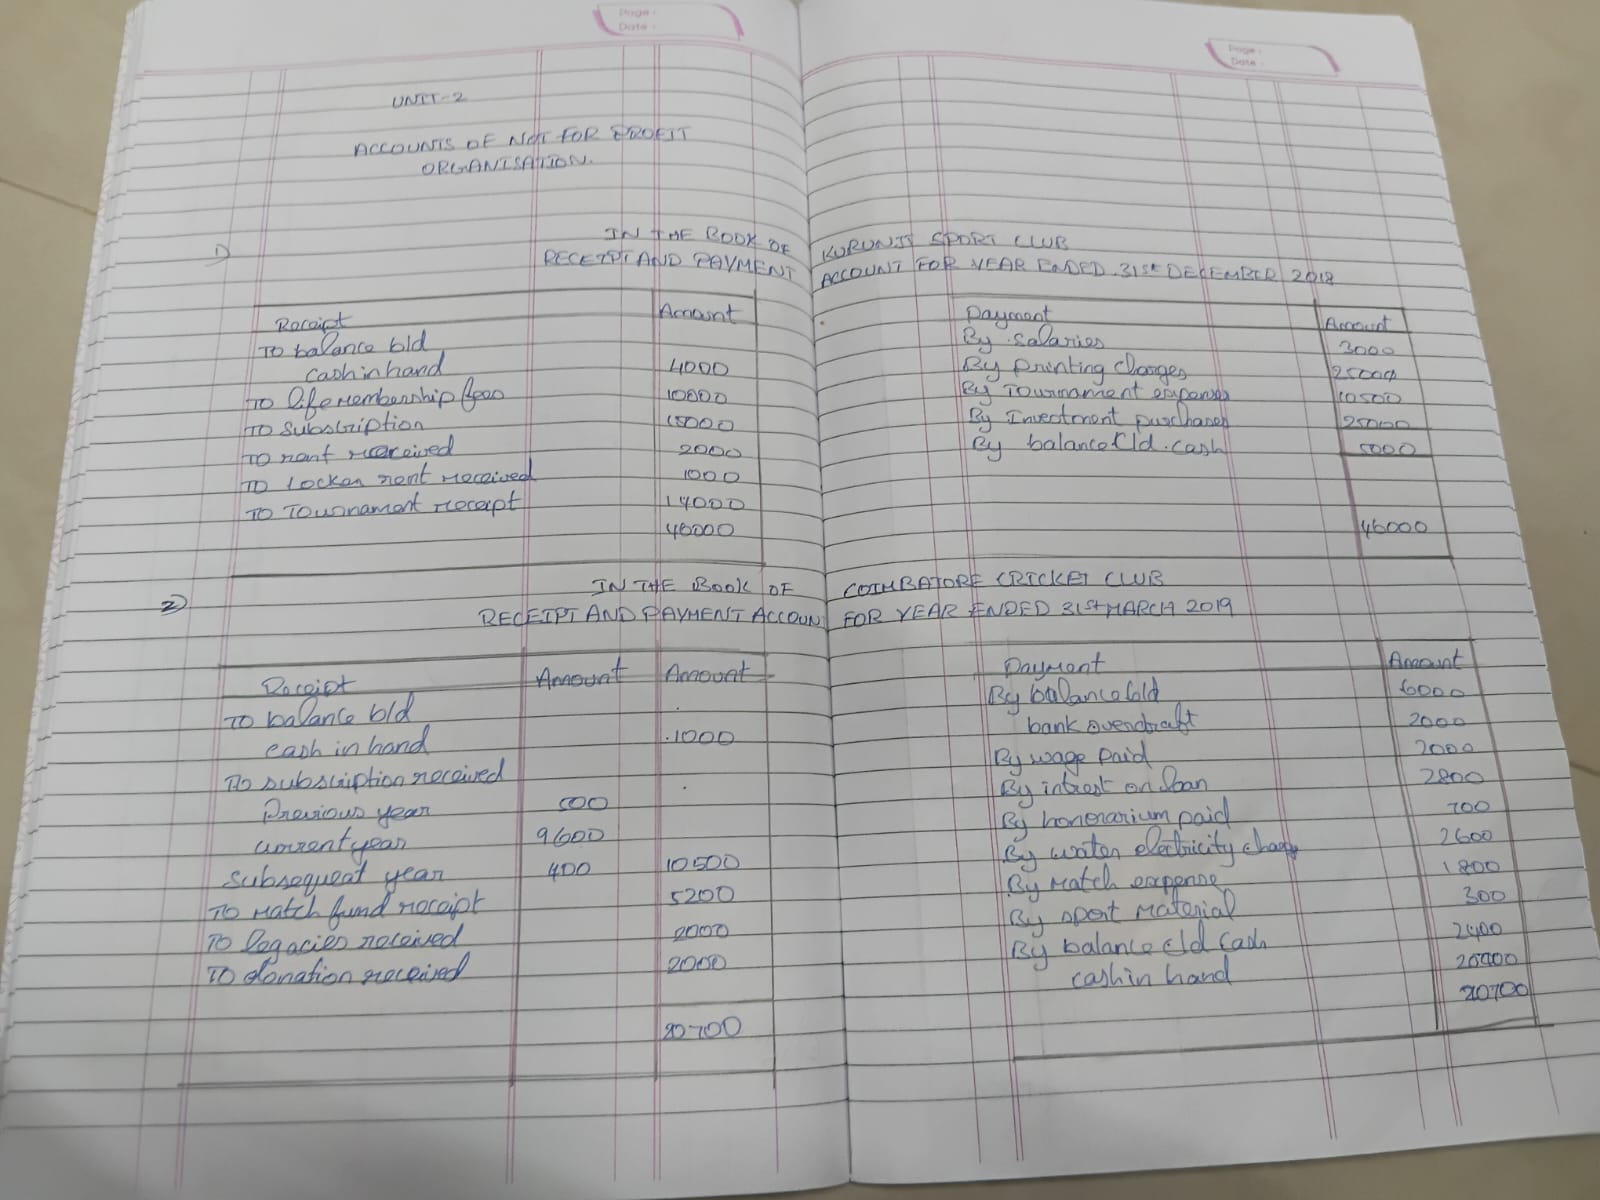 Page :
Date :
Page :
Date :
UNIT-2
ACCOUNTS OF NOT FOR PROFIT
ORGANISATION.
1) IN THE BOOK OF KURUNJI SPORT CLUB
RECEIPT AND PAYMENT ACCOUNT FOR YEAR ENDED 31st DECEMBER 2018
Receipt Amount
To balance bld
cash in hand 4000
To life membership fees 10000
To subscription 15000
To rent received 2000
To Locker rent received 1000
To Tournament receipt 14000
46000
Payment Amount
By salaries 3000
By printing charges
By Tournament expenses 10500
By Investment purchases 25000
By balance cld. cash 5000
46000
2) IN THE BOOK OF COIMBATORE CRICKET CLUB
RECEIPT AND PAYMENT ACCOUNT FOR YEAR ENDED 31st MARCH 2019
Receipt Amount Amount
To balance bld
cash in hand 1000
To subscription received
Previous year 500
current year 9600
subsequeat year 400 10500
To Match fund receipt 5200
To legacies received 2000
To donation received 2000
20700
Payment Amount
By balance bld 6000
bank overdraft 2000
By wage paid 2000
By intrest on loan 2800
By honorarium paid 700
By water electricity charge 2600
By Match expense 1800
By sport Material 300
By balance cld cash 2400
cash in hand
20700